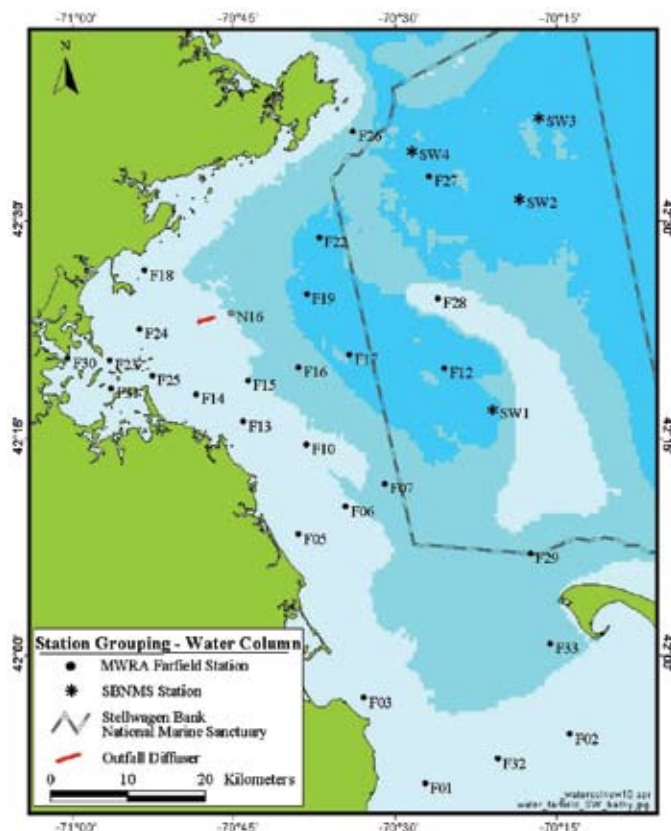 -71°00' -70°45' -70°30' -70°15'
N
F26
SW3
SW4
F27
SW2
42°30' 42°30'
F22
F18
F19
F28
N16
F24
F17
F30
F23
F16
F12
F25
F15
F31
F14
SW1
F13
42°15' 42°15'
F10
F07
F06
F05
F29
42°00' 42°00'
F33
Station Grouping - Water Column
MWRA Farfield Station
SBNMS Station
Stellwagen Bank
National Marine Sanctuary
Outfall Diffuser
0 10 20 Kilometers
F03
F02
F32
F01
-71°00' -70°45' -70°30' -70°15'